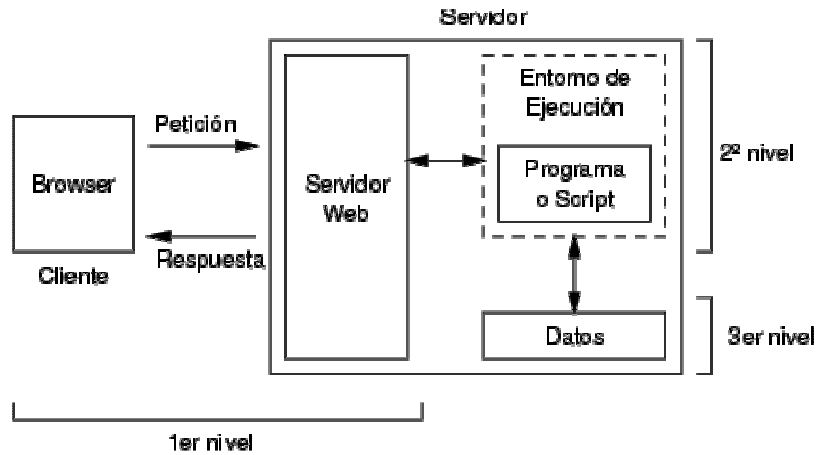 Servidor
Entorno de
Ejecución
Petición
2º nivel
Programa
o Script
Servidor
Web
Browser
Respuesta
Cliente
Datos
3er nivel
1er nivel